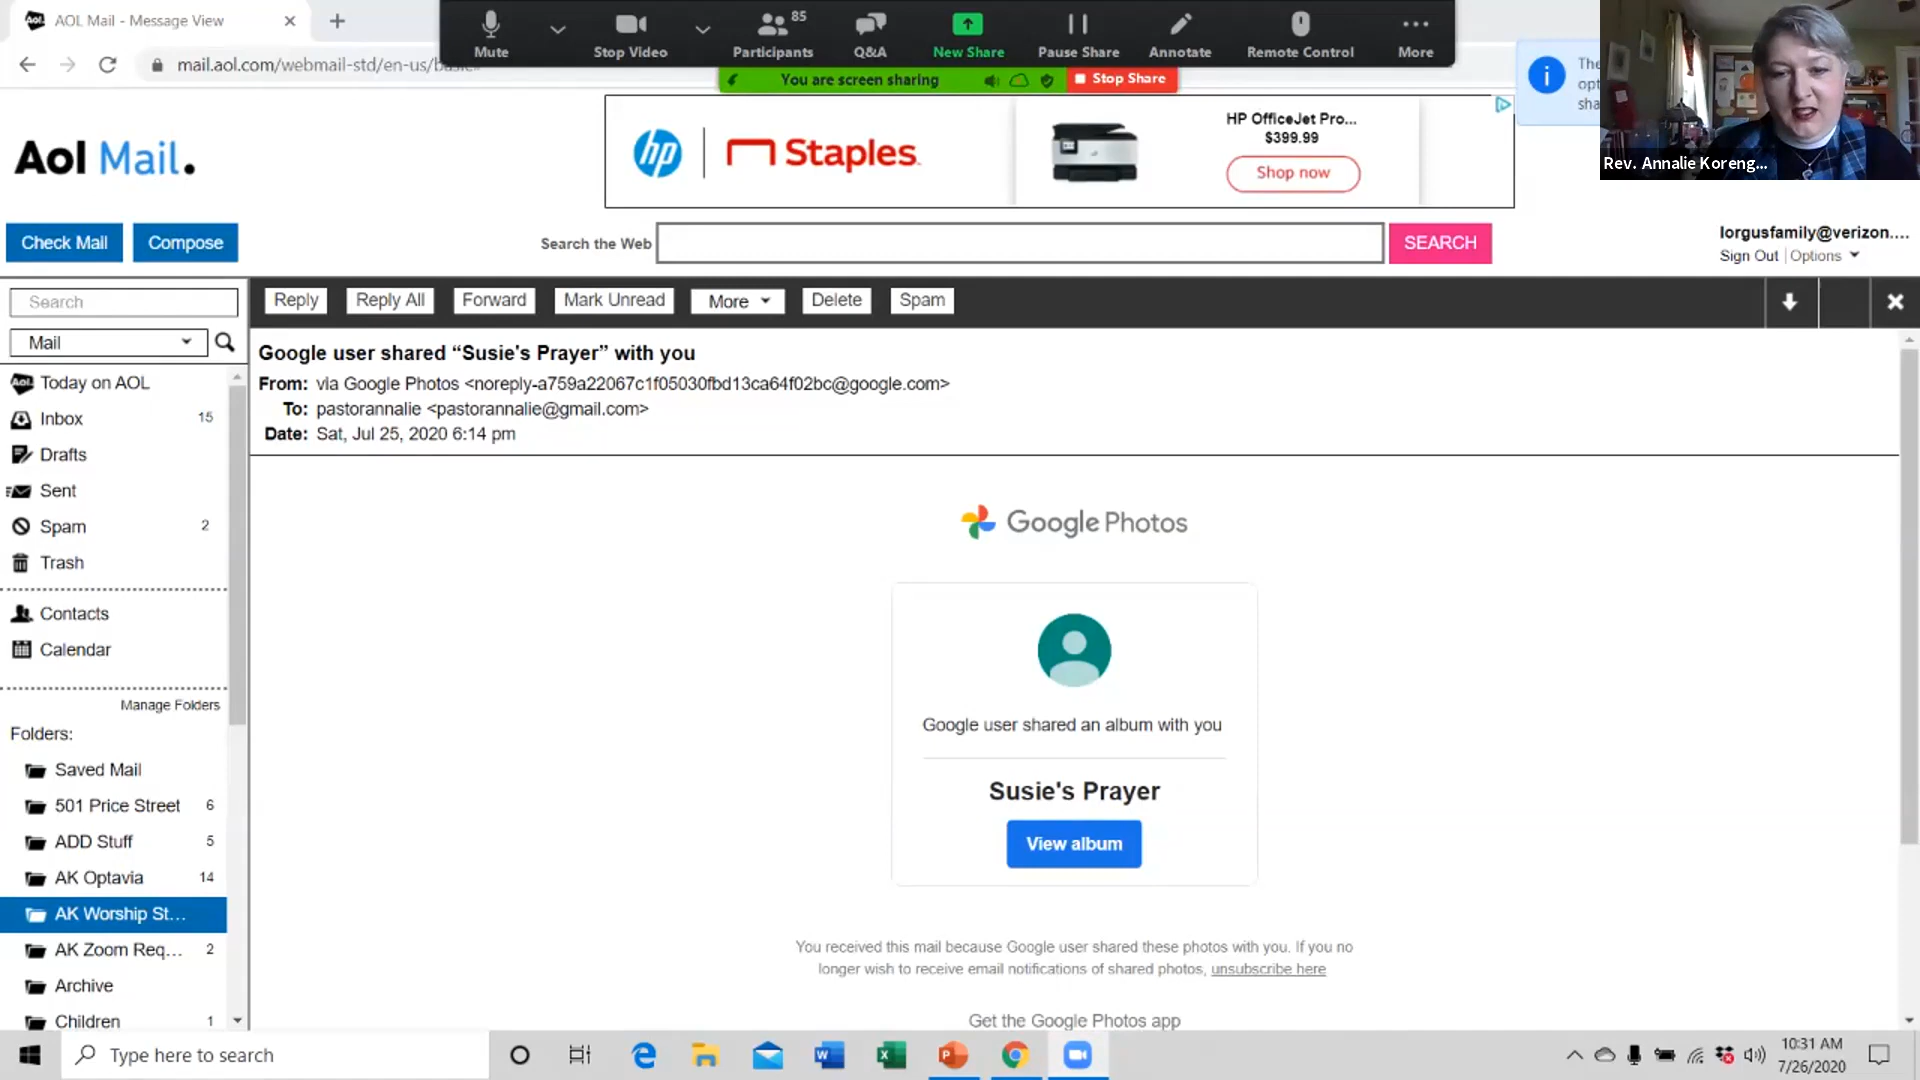 AOL Mail - Message View
mail.aol.com/webmail-std/en-us/basic#
Mute
Stop Video
Participants
85
Q&A
New Share
Pause Share
Annotate
Remote Control
More
You are screen sharing
Stop Share
The
opt
sha
Rev. Annalie Koreng...
Aol Mail.
hp
Staples
HP OfficeJet Pro...
$399.99
Shop now
Check Mail
Compose
Search the Web
SEARCH
lorgusfamily@verizon....
Sign Out
Options
Search
Mail
Reply
Reply All
Forward
Mark Unread
More
Delete
Spam
Google user shared “Susie's Prayer” with you
From: via Google Photos <noreply-a759a22067c1f05030fbd13ca64f02bc@google.com>
To: pastorannalie <pastorannalie@gmail.com>
Date: Sat, Jul 25, 2020 6:14 pm
Aol.
Today on AOL
Inbox 15
Drafts
Sent
Spam 2
Trash
Contacts
Calendar
Manage Folders
Folders:
Saved Mail
501 Price Street 6
ADD Stuff 5
AK Optavia 14
AK Worship St...
AK Zoom Req... 2
Archive
Children 1
Google Photos
Google user shared an album with you
Susie's Prayer
View album
You received this mail because Google user shared these photos with you. If you no
longer wish to receive email notifications of shared photos, unsubscribe here
Get the Google Photos app
Type here to search
10:31 AM
7/26/2020